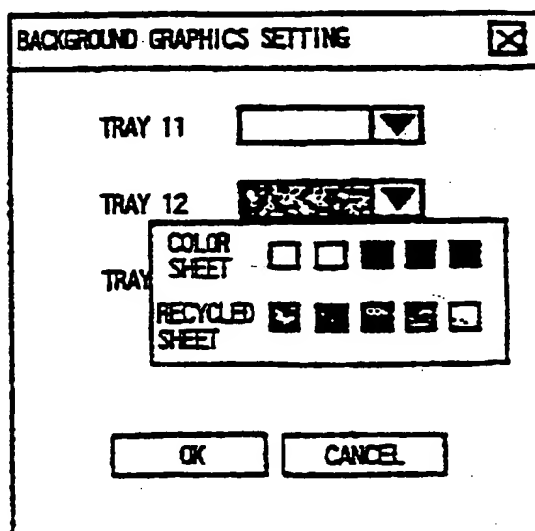 BACKGROUND GRAPHICS SETTING
TRAY 11
TRAY 12
COLOR
SHEET
TRAY
RECYCLED
SHEET
OK CANCEL